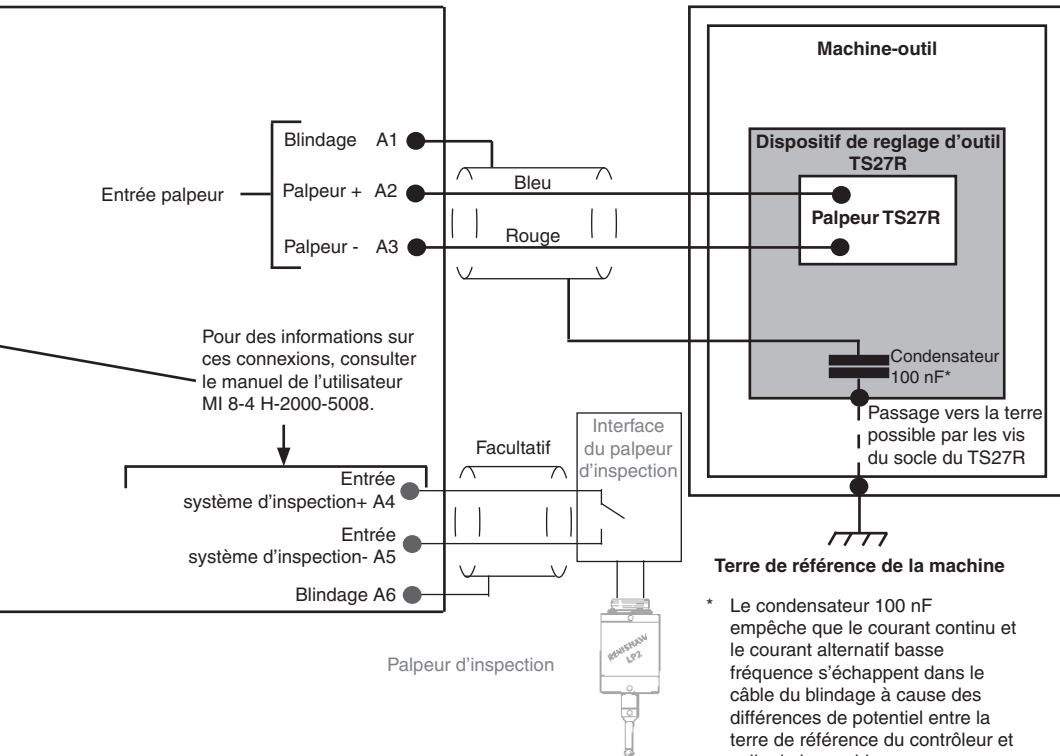 Machine-outil
Dispositif de reglage d'outil
TS27R
Palpeur TS27R
Blindage A1
Entrée palpeur
Palpeur + A2
Palpeur - A3
Bleu
Rouge
Condensateur
100 nF*
Passage vers la terre
possible par les vis
du socle du TS27R
Terre de référence de la machine
Pour des informations sur
ces connexions, consulter
le manuel de l'utilisateur
MI 8-4 H-2000-5008.
Entrée
système d'inspection+ A4
Entrée
système d'inspection- A5
Blindage A6
Facultatif
Interface
du palpeur
d'inspection
Palpeur d'inspection
RENISHAW
LP2
* Le condensateur 100 nF
empêche que le courant continu et
le courant alternatif basse
fréquence s'échappent dans le
câble du blindage à cause des
différences de potentiel entre la
terre de référence du contrôleur et